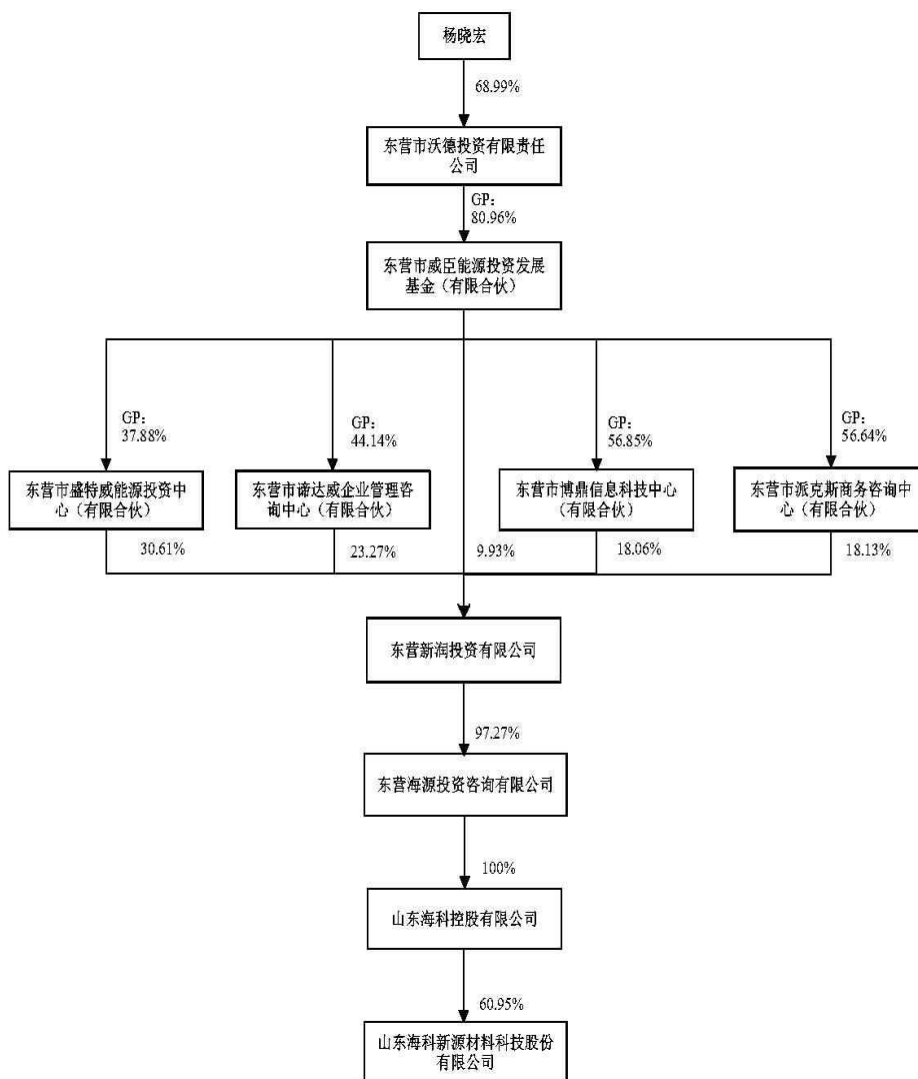 杨晓宏
68.99%
东营市沃德投资有限责任
公司
GP：
80.96%
东营市威臣能源投资发展
基金（有限合伙）
GP：
37.88%
GP：
44.14%
GP：
56.85%
GP：
56.64%
东营市盛特威能源投资中
心（有限合伙）
东营市谛达威企业管理咨
询中心（有限合伙）
东营市博鼎信息科技中心
（有限合伙）
东营市派克斯商务咨询中
心（有限合伙）
30.61%
23.27%
9.93%
18.06%
18.13%
东营新润投资有限公司
97.27%
东营海源投资咨询有限公司
100%
山东海科控股有限公司
60.95%
山东海科新源材料科技股份
有限公司